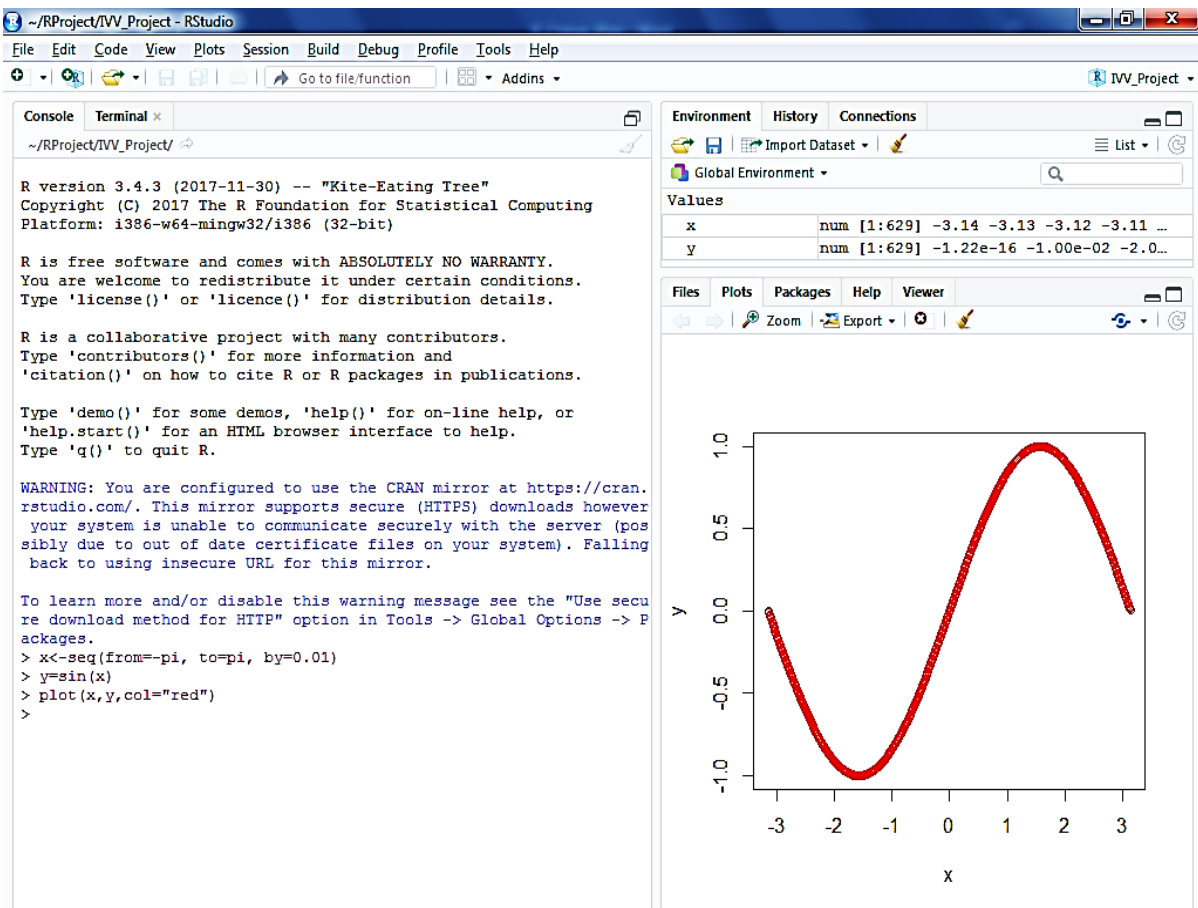 ~/RProject/IVV_Project - RStudio
File Edit Code View Plots Session Build Debug Profile Tools Help
Go to file/function Addins IVV_Project
Console Terminal
~/RProject/IVV_Project/
R version 3.4.3 (2017-11-30) -- "Kite-Eating Tree"
Copyright (C) 2017 The R Foundation for Statistical Computing
Platform: i386-w64-mingw32/i386 (32-bit)
R is free software and comes with ABSOLUTELY NO WARRANTY.
You are welcome to redistribute it under certain conditions.
Type 'license()' or 'licence()' for distribution details.
R is a collaborative project with many contributors.
Type 'contributors()' for more information and
'citation()' on how to cite R or R packages in publications.
Type 'demo()' for some demos, 'help()' for on-line help, or
'help.start()' for an HTML browser interface to help.
Type 'q()' to quit R.
WARNING: You are configured to use the CRAN mirror at https://cran.
rstudio.com/. This mirror supports secure (HTTPS) downloads however
your system is unable to communicate securely with the server (pos
sibly due to out of date certificate files on your system). Falling
back to using insecure URL for this mirror.
To learn more and/or disable this warning message see the "Use secu
re download method for HTTP" option in Tools -> Global Options -> P
ackages.
> x<-seq(from=-pi, to=pi, by=0.01)
> y=sin(x)
> plot(x,y,col="red")
>
Environment History Connections
Import Dataset List
Global Environment
Values
x num [1:629] -3.14 -3.13 -3.12 -3.11 ...
y num [1:629] -1.22e-16 -1.00e-02 -2.0...
Files Plots Packages Help Viewer
Zoom Export
1.0
0.5
0.0
-0.5
-1.0
y
-3 -2 -1 0 1 2 3
x